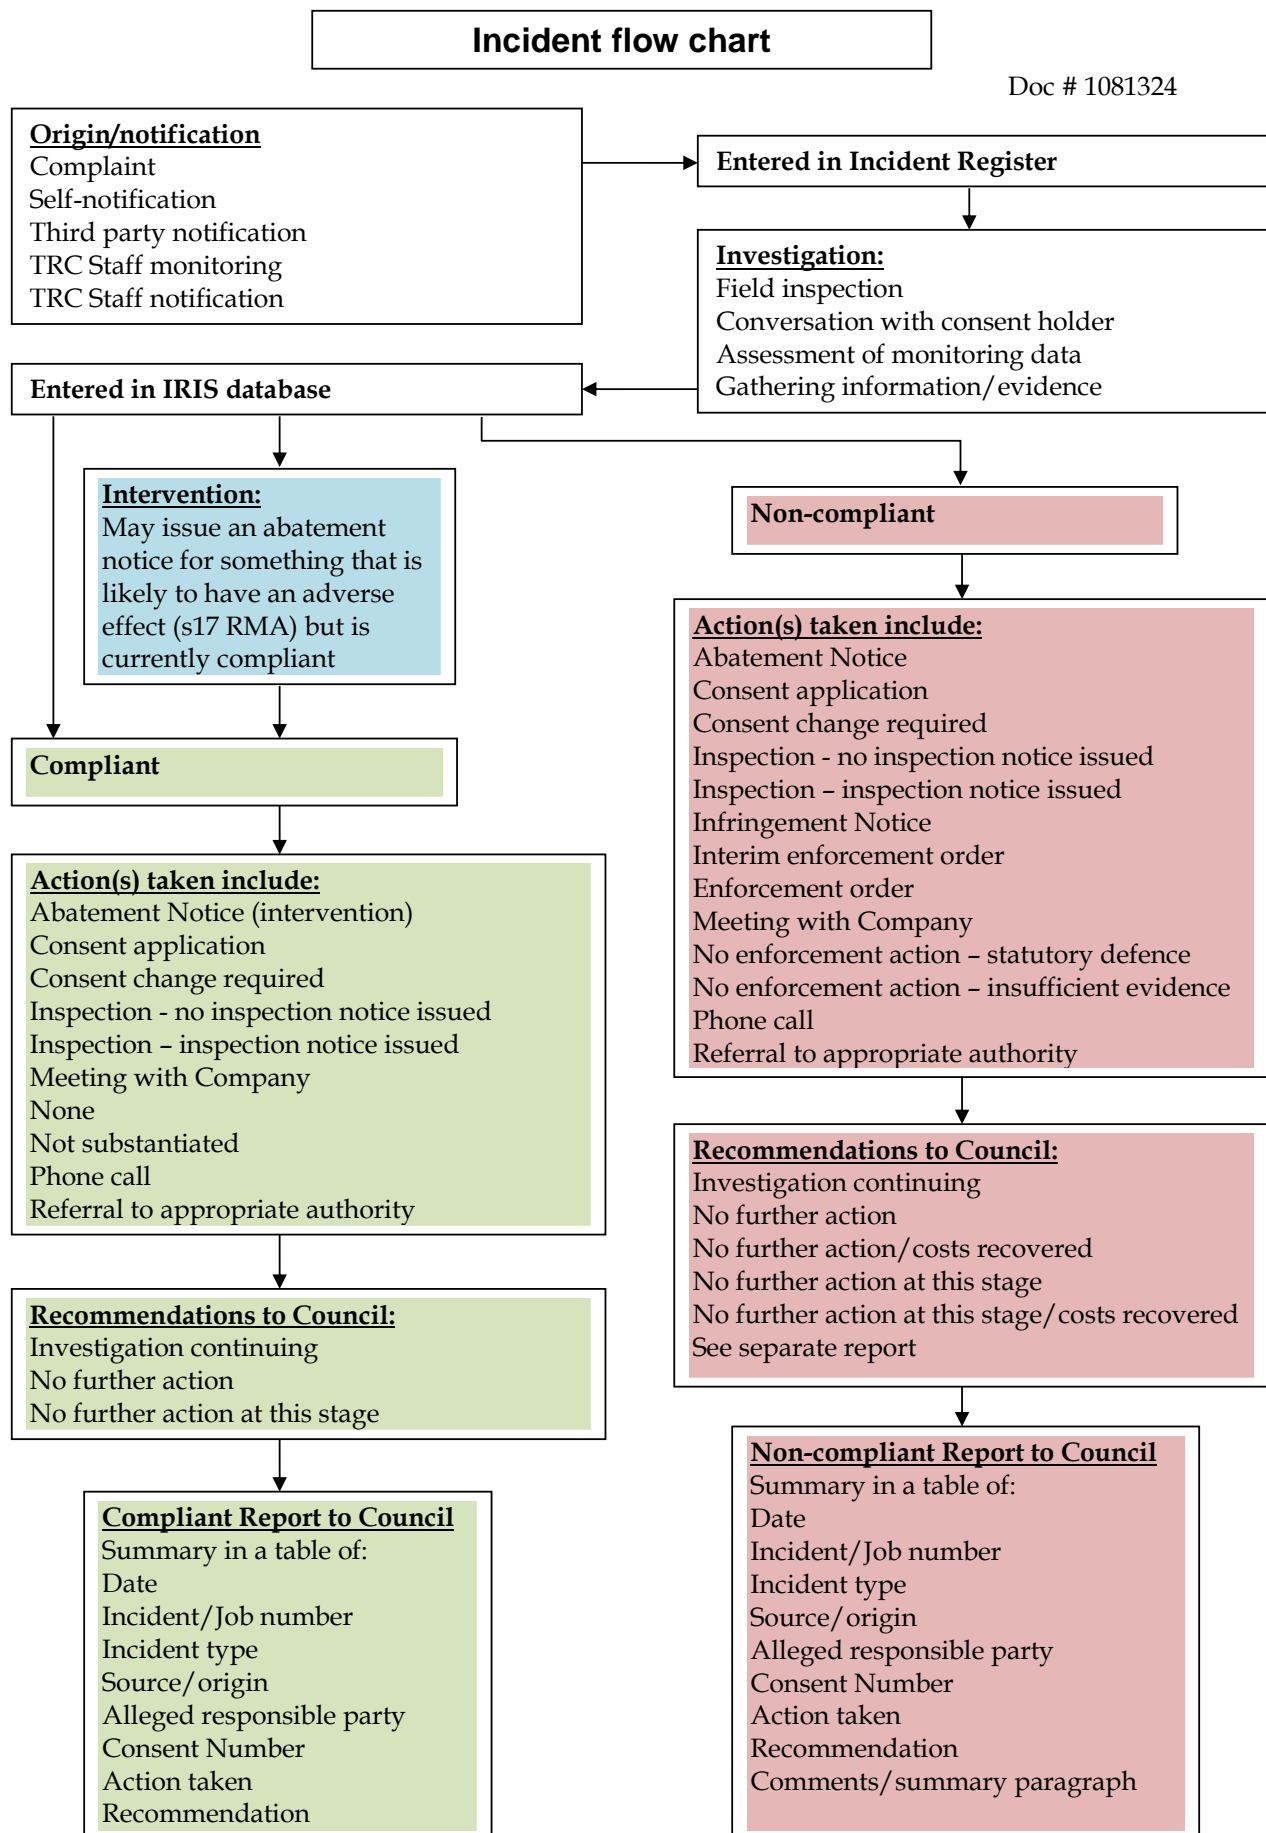 Incident flow chart
Doc # 1081324
Origin/notification
Complaint
Self-notification
Third party notification
TRC Staff monitoring
TRC Staff notification
Entered in Incident Register
Investigation:
Field inspection
Conversation with consent holder
Assessment of monitoring data
Gathering information/evidence
Entered in IRIS database
Intervention:
May issue an abatement
notice for something that is
likely to have an adverse
effect (s17 RMA) but is
currently compliant
Compliant
Action(s) taken include:
Abatement Notice (intervention)
Consent application
Consent change required
Inspection - no inspection notice issued
Inspection – inspection notice issued
Meeting with Company
None
Not substantiated
Phone call
Referral to appropriate authority
Recommendations to Council:
Investigation continuing
No further action
No further action at this stage
Compliant Report to Council
Summary in a table of:
Date
Incident/Job number
Incident type
Source/origin
Alleged responsible party
Consent Number
Action taken
Recommendation
Non-compliant
Action(s) taken include:
Abatement Notice
Consent application
Consent change required
Inspection - no inspection notice issued
Inspection – inspection notice issued
Infringement Notice
Interim enforcement order
Enforcement order
Meeting with Company
No enforcement action – statutory defence
No enforcement action – insufficient evidence
Phone call
Referral to appropriate authority
Recommendations to Council:
Investigation continuing
No further action
No further action/costs recovered
No further action at this stage
No further action at this stage/costs recovered
See separate report
Non-compliant Report to Council
Summary in a table of:
Date
Incident/Job number
Incident type
Source/origin
Alleged responsible party
Consent Number
Action taken
Recommendation
Comments/summary paragraph